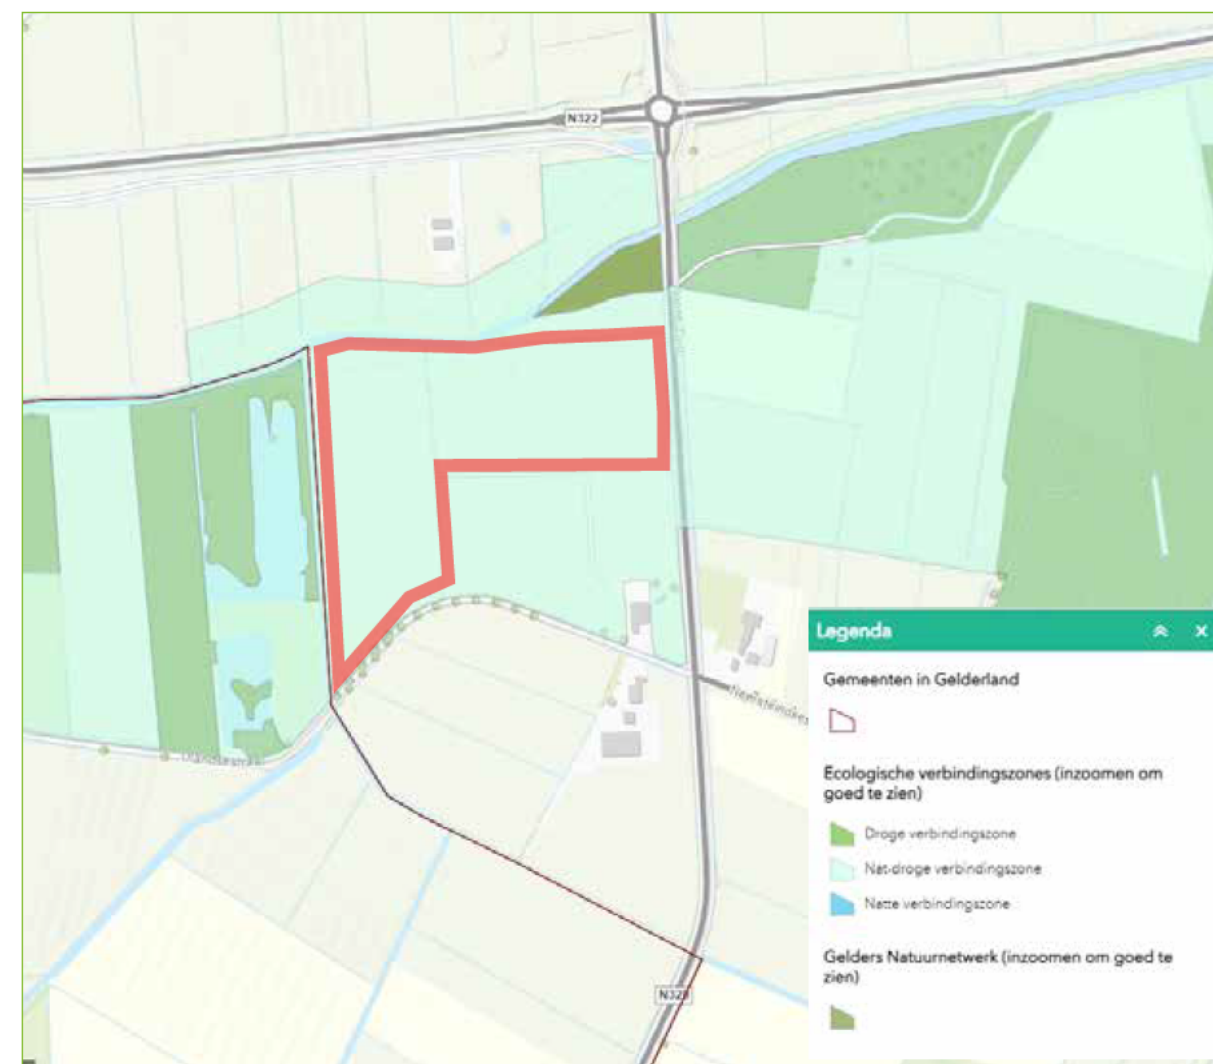 N322
Legenda
Gemeenten in Gelderland
Ecologische verbindingszones (inzoomen om
goed te zien)
Droge verbindingszone
Nat-droge verbindingszone
Natte verbindingszone
Gelders Natuurnetwerk (inzoomen om goed te
zien)